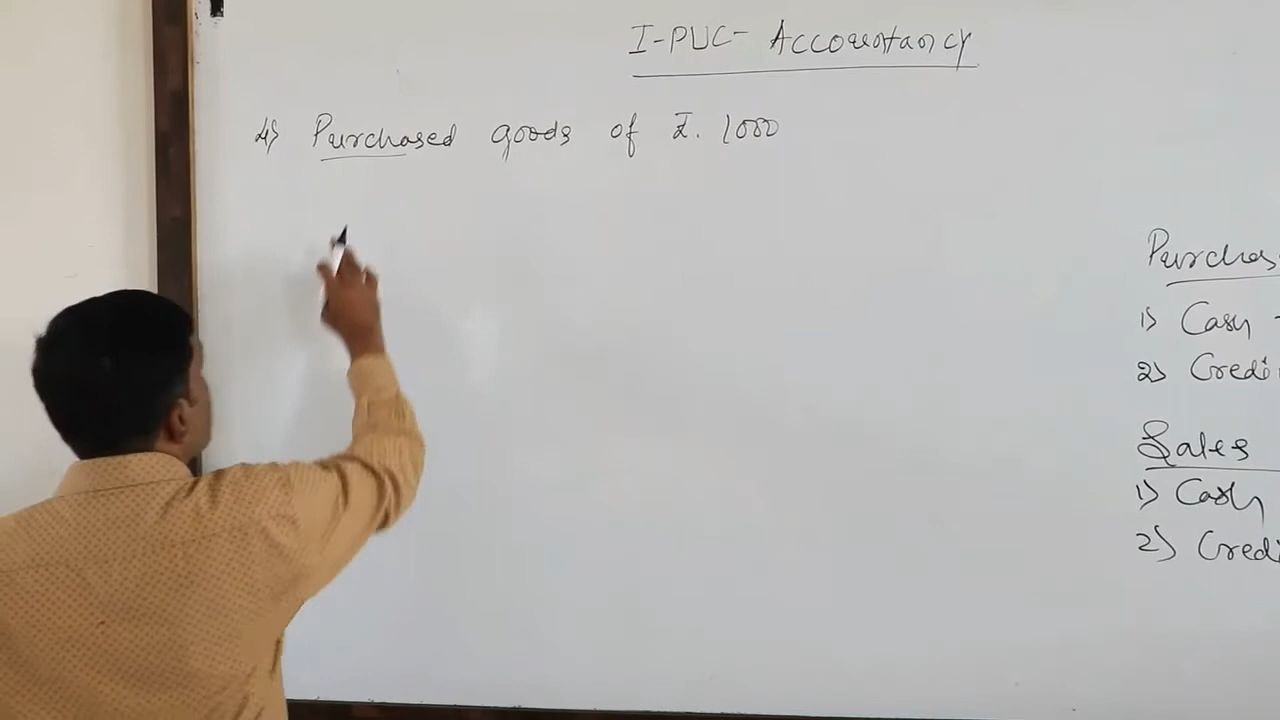 I-PUC- Accountancy
4) Purchased goods of ₹. 1000
Purchas
1) Cash -
2) Credi
Sales
1) Cash
2) Credi